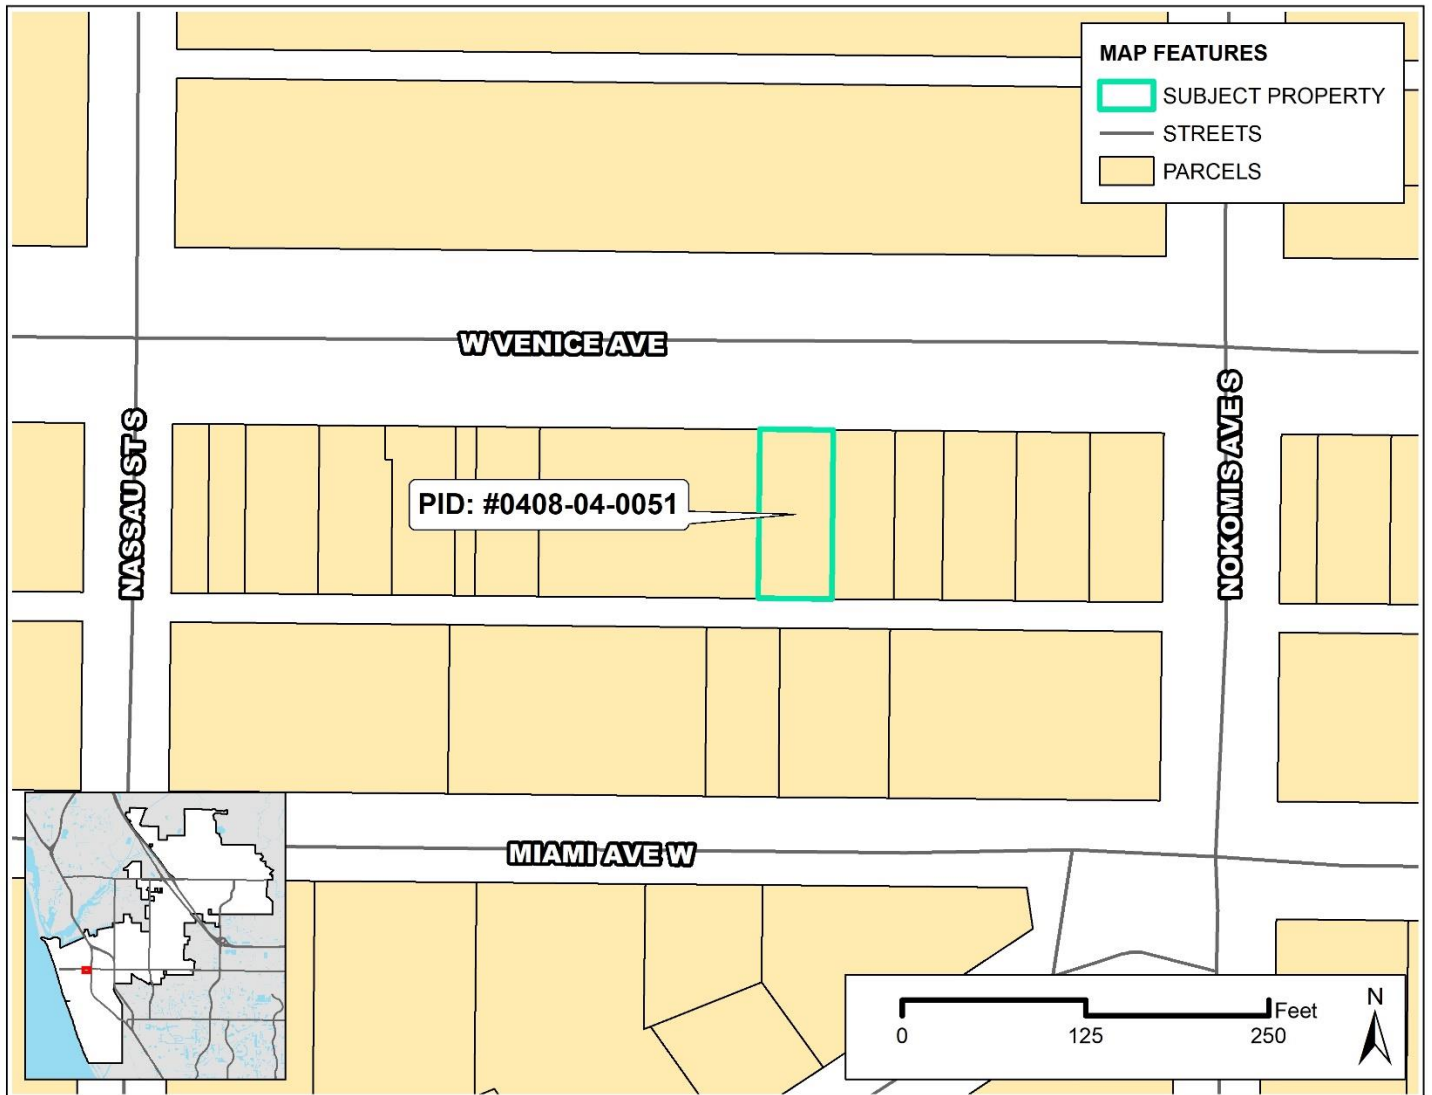 MAP FEATURES
SUBJECT PROPERTY
STREETS
PARCELS
W VENICE AVE
NASSAU ST S
NOKOMIS AVE S
PID: #0408-04-0051
MIAMI AVE W
Feet
0 125 250
N